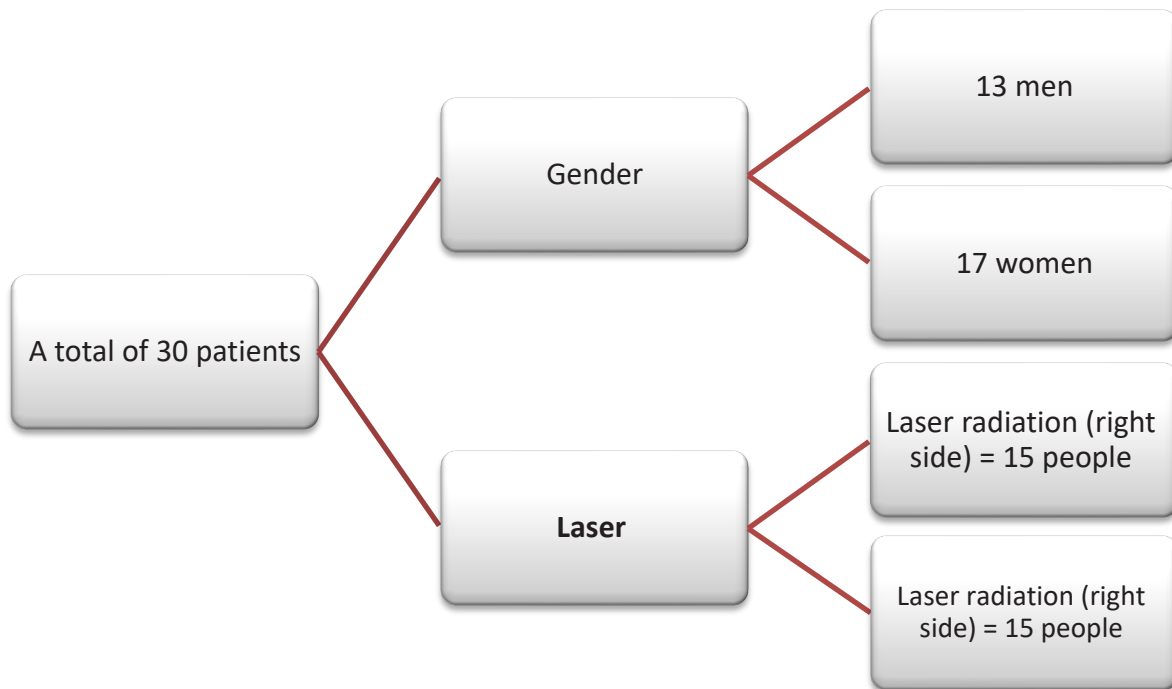 13 men
Gender
17 women
A total of 30 patients
Laser radiation (right
side) = 15 people
Laser
Laser radiation (right
side) = 15 people